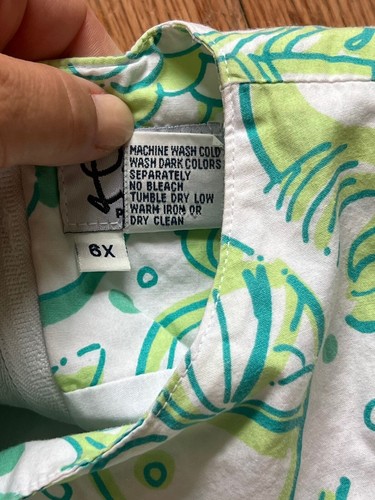 MACHINE WASH COLD
WASH DARK COLORS
SEPARATELY
NO BLEACH
TUMBLE DRY LOW
WARM IRON OR
DRY CLEAN
6X